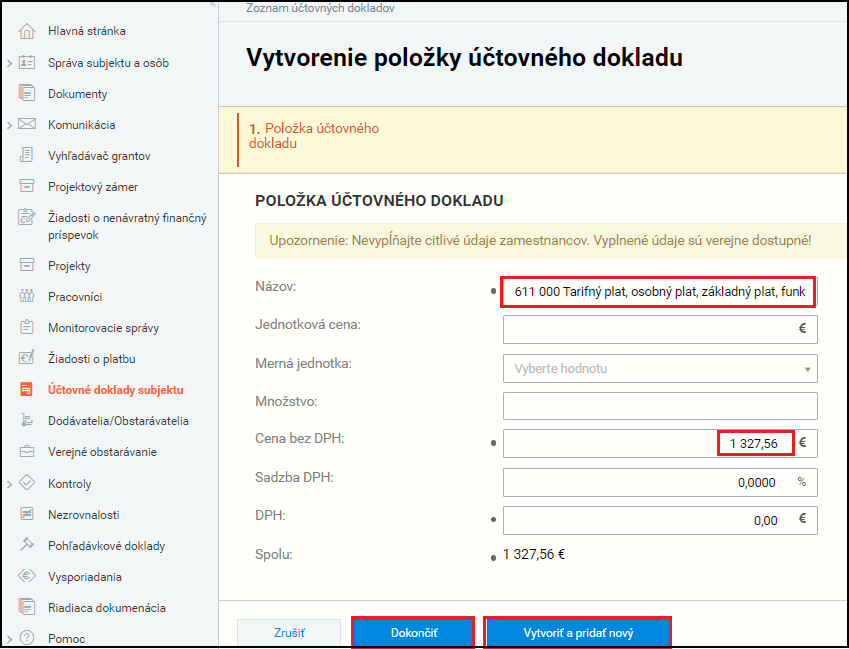 Zoznam účtovných dokladov
Vytvorenie položky účtovného dokladu
Hlavná stránka
Správa subjektu a osôb
Dokumenty
Komunikácia
Vyhľadávač grantov
Projektový zámer
Žiadosti o nenávratný finančný
príspevok
Projekty
Pracovníci
Monitorovacie správy
Žiadosti o platbu
Účtovné doklady subjektu
Dodávatelia/Obstarávatelia
Verejné obstarávanie
Kontroly
Nezrovnalosti
Pohľadávkové doklady
Vysporiadania
Riadiaca dokumenácia
Pomoc
1. Položka účtovného
dokladu
POLOŽKA ÚČTOVNÉHO DOKLADU
Upozornenie: Nevypĺňajte citlivé údaje zamestnancov. Vyplnené údaje sú verejne dostupné!
Názov: 611 000 Tarifný plat, osobný plat, základný plat, funk
Jednotková cena: €
Merná jednotka: Vyberte hodnotu
Množstvo:
Cena bez DPH: 1 327,56 €
Sadzba DPH: 0,0000 %
DPH: 0,00 €
Spolu: 1 327,56 €
Zrušiť Dokončiť Vytvoriť a pridať nový